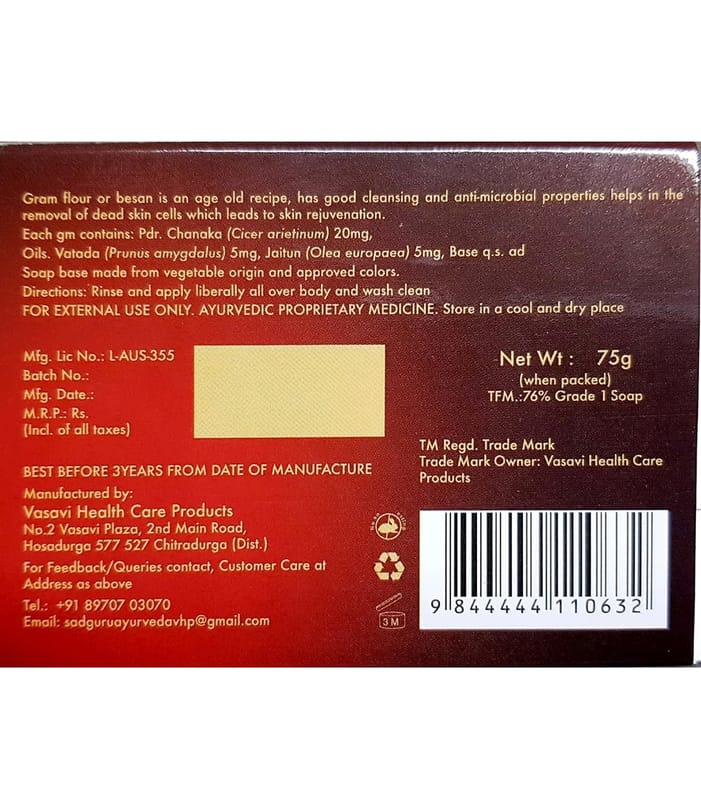 Gram flour or besan is an age old recipe, has good cleansing and anti-microbial properties helps in the
removal of dead skin cells which leads to skin rejuvenation.
Each gm contains: Pdr. Chanaka (Cicer arietinum) 20mg,
Oils. Vatada (Prunus amygdalus) 5mg, Jaitun (Olea europaea) 5mg, Base q.s. ad
Soap base made from vegetable origin and approved colors.
Directions: Rinse and apply liberally all over body and wash clean
FOR EXTERNAL USE ONLY. AYURVEDIC PROPRIETARY MEDICINE. Store in a cool and dry place
Mfg. Lic No.: L-AUS-355
Batch No.:
Mfg. Date.:
M.R.P.: Rs.
(Incl. of all taxes)
Net Wt : 75g
(when packed)
TFM.:76% Grade 1 Soap
TM Regd. Trade Mark
Trade Mark Owner: Vasavi Health Care
Products
BEST BEFORE 3YEARS FROM DATE OF MANUFACTURE
Manufactured by:
Vasavi Health Care Products
No.2 Vasavi Plaza, 2nd Main Road,
Hosadurga 577 527 Chitradurga (Dist.)
For Feedback/Queries contact, Customer Care at
Address as above
Tel.: +91 89707 03070
Email: sadguruayurvedavhp@gmail.com
3M
9 844444 110632